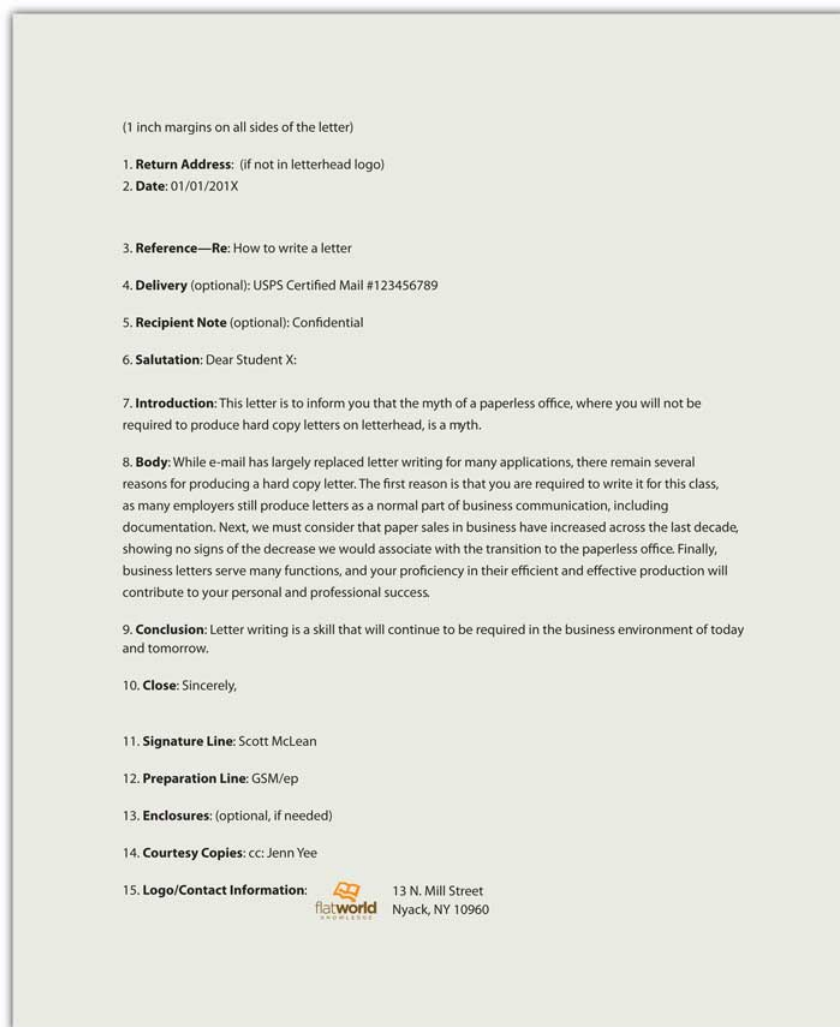 (1 inch margins on all sides of the letter)
1. Return Address: (if not in letterhead logo)
2. Date: 01/01/201X
3. Reference—Re: How to write a letter
4. Delivery (optional): USPS Certified Mail #123456789
5. Recipient Note (optional): Confidential
6. Salutation: Dear Student X:
7. Introduction: This letter is to inform you that the myth of a paperless office, where you will not be
required to produce hard copy letters on letterhead, is a myth.
8. Body: While e-mail has largely replaced letter writing for many applications, there remain several
reasons for producing a hard copy letter. The first reason is that you are required to write it for this class,
as many employers still produce letters as a normal part of business communication, including
documentation. Next, we must consider that paper sales in business have increased across the last decade,
showing no signs of the decrease we would associate with the transition to the paperless office. Finally,
business letters serve many functions, and your proficiency in their efficient and effective production will
contribute to your personal and professional success.
9. Conclusion: Letter writing is a skill that will continue to be required in the business environment of today
and tomorrow.
10. Close: Sincerely,
11. Signature Line: Scott McLean
12. Preparation Line: GSM/ep
13. Enclosures: (optional, if needed)
14. Courtesy Copies: cc: Jenn Yee
15. Logo/Contact Information:
flatworld
KNOWLEDGE
13 N. Mill Street
Nyack, NY 10960